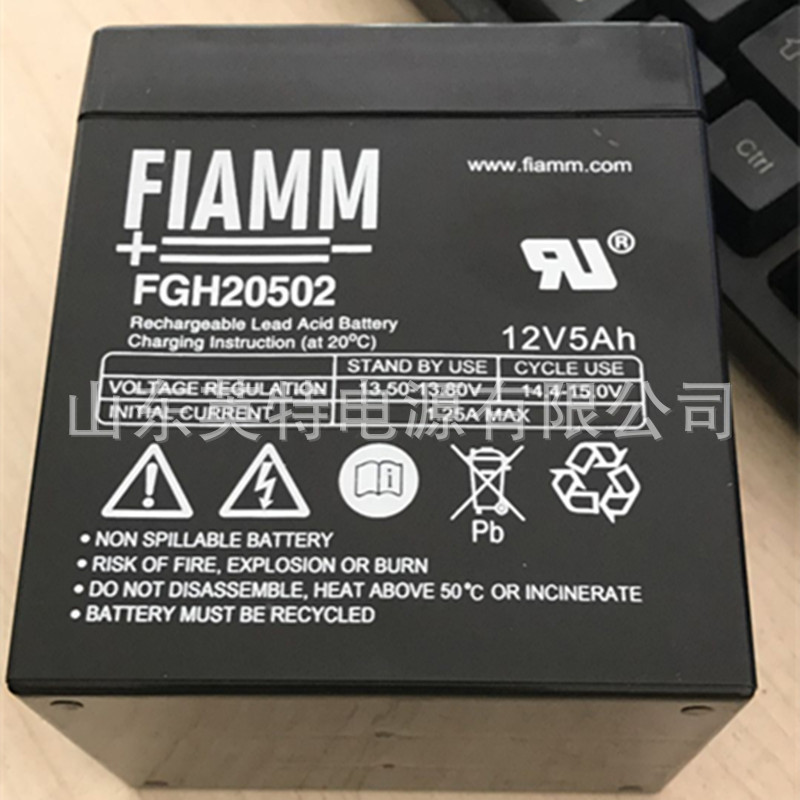 FIAMM
www.fiamm.com
+ −
FGH20502
®
Rechargeable Lead Acid Battery
12V5Ah
Charging Instruction (at 20°C)
STAND BY USE CYCLE USE
VOLTAGE REGULATION 13.50-13.80V 14.4-15.0V
INITIAL CURRENT 1.25A MAX
山东英特电源有限公司
i
Pb
• NON SPILLABLE BATTERY
• RISK OF FIRE, EXPLOSION OR BURN
• DO NOT DISASSEMBLE, HEAT ABOVE 50°C OR INCINERATE
• BATTERY MUST BE RECYCLED
Ctrl